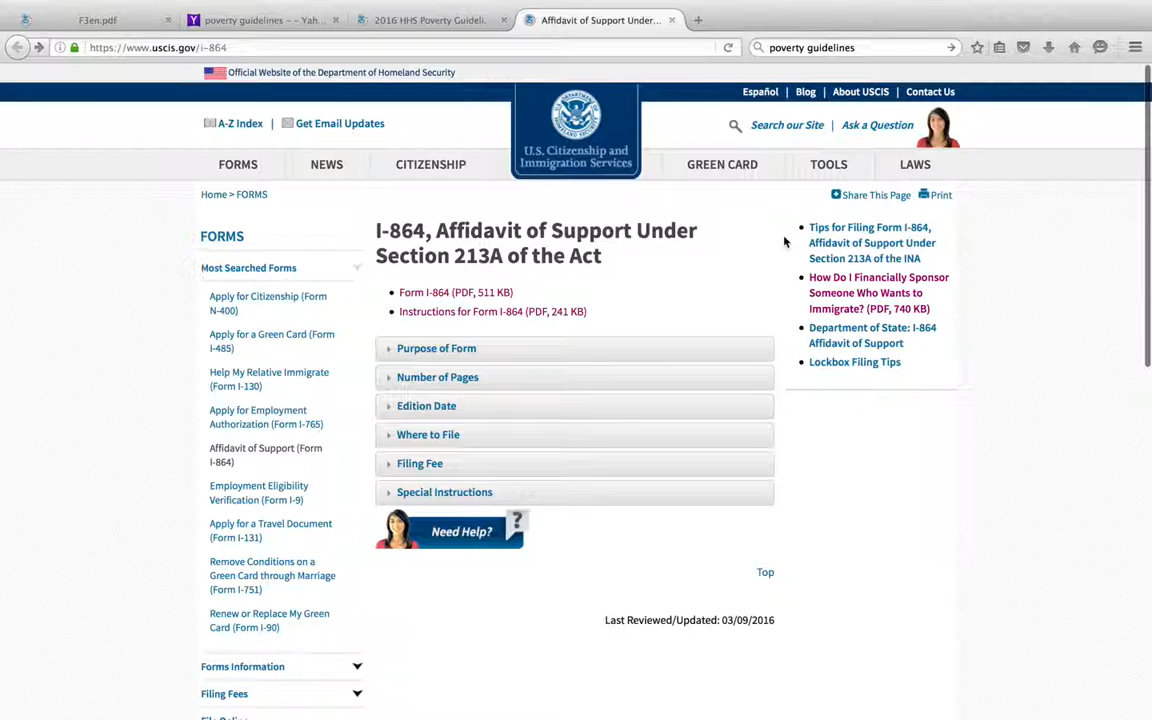 F3en.pdf
poverty guidelines - - Yah...
2016 HHS Poverty Guideli...
Affidavit of Support Under...
https://www.uscis.gov/i-864
poverty guidelines
Official Website of the Department of Homeland Security
Español | Blog | About USCIS | Contact Us
A-Z Index | Get Email Updates
U.S. Citizenship and
Immigration Services
Search our Site | Ask a Question
FORMS NEWS CITIZENSHIP GREEN CARD TOOLS LAWS
Home > FORMS
Share This Page Print
FORMS
Most Searched Forms
Apply for Citizenship (Form
N-400)
Apply for a Green Card (Form
I-485)
Help My Relative Immigrate
(Form I-130)
Apply for Employment
Authorization (Form I-765)
Affidavit of Support (Form
I-864)
Employment Eligibility
Verification (Form I-9)
Apply for a Travel Document
(Form I-131)
Remove Conditions on a
Green Card through Marriage
(Form I-751)
Renew or Replace My Green
Card (Form I-90)
Forms Information
Filing Fees
I-864, Affidavit of Support Under
Section 213A of the Act
Form I-864 (PDF, 511 KB)
Instructions for Form I-864 (PDF, 241 KB)
Purpose of Form
Number of Pages
Edition Date
Where to File
Filing Fee
Special Instructions
Need Help?
?
Top
Last Reviewed/Updated: 03/09/2016
Tips for Filing Form I-864,
Affidavit of Support Under
Section 213A of the INA
How Do I Financially Sponsor
Someone Who Wants to
Immigrate? (PDF, 740 KB)
Department of State: I-864
Affidavit of Support
Lockbox Filing Tips